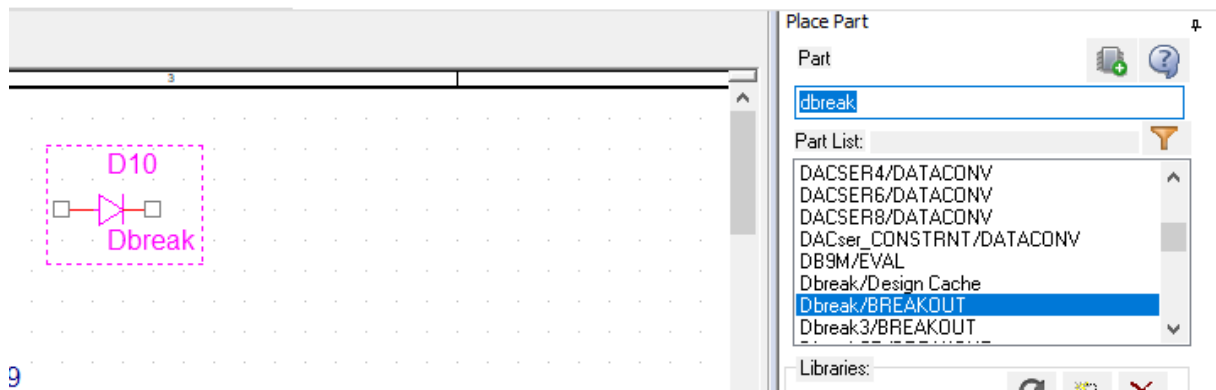 Place Part
Part
dbreak
Part List:
DACSER4/DATACONV
DACSER6/DATACONV
DACSER8/DATACONV
DACser_CONSTRNT/DATACONV
DB9M/EVAL
Dbreak/Design Cache
Dbreak/BREAKOUT
Dbreak3/BREAKOUT
Libraries:
3
D10
Dbreak
9